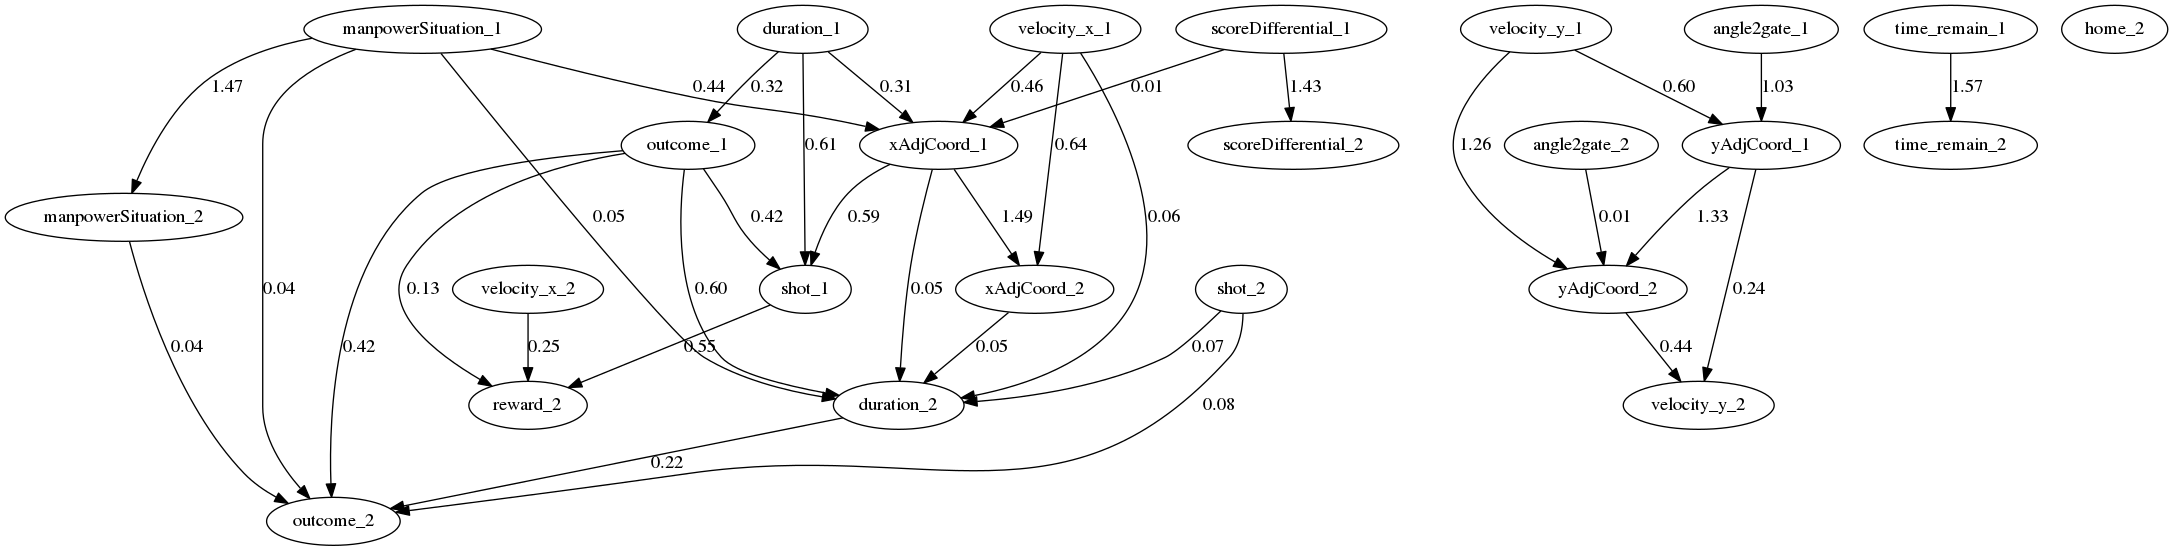 manpowerSituation_1
duration_1
velocity_x_1
scoreDifferential_1
velocity_y_1
angle2gate_1
time_remain_1
home_2
1.47
0.44
0.32
0.31
0.46
0.01
1.43
0.60
1.03
1.57
outcome_1
xAdjCoord_1
scoreDifferential_2
angle2gate_2
yAdjCoord_1
time_remain_2
0.61
0.64
1.26
manpowerSituation_2
0.05
0.42
0.59
1.49
0.06
0.01
1.33
0.04
0.13
velocity_x_2
0.60
shot_1
0.05
xAdjCoord_2
shot_2
yAdjCoord_2
0.24
0.04
0.42
0.25
0.55
0.05
0.07
0.44
reward_2
duration_2
0.08
velocity_y_2
0.22
outcome_2